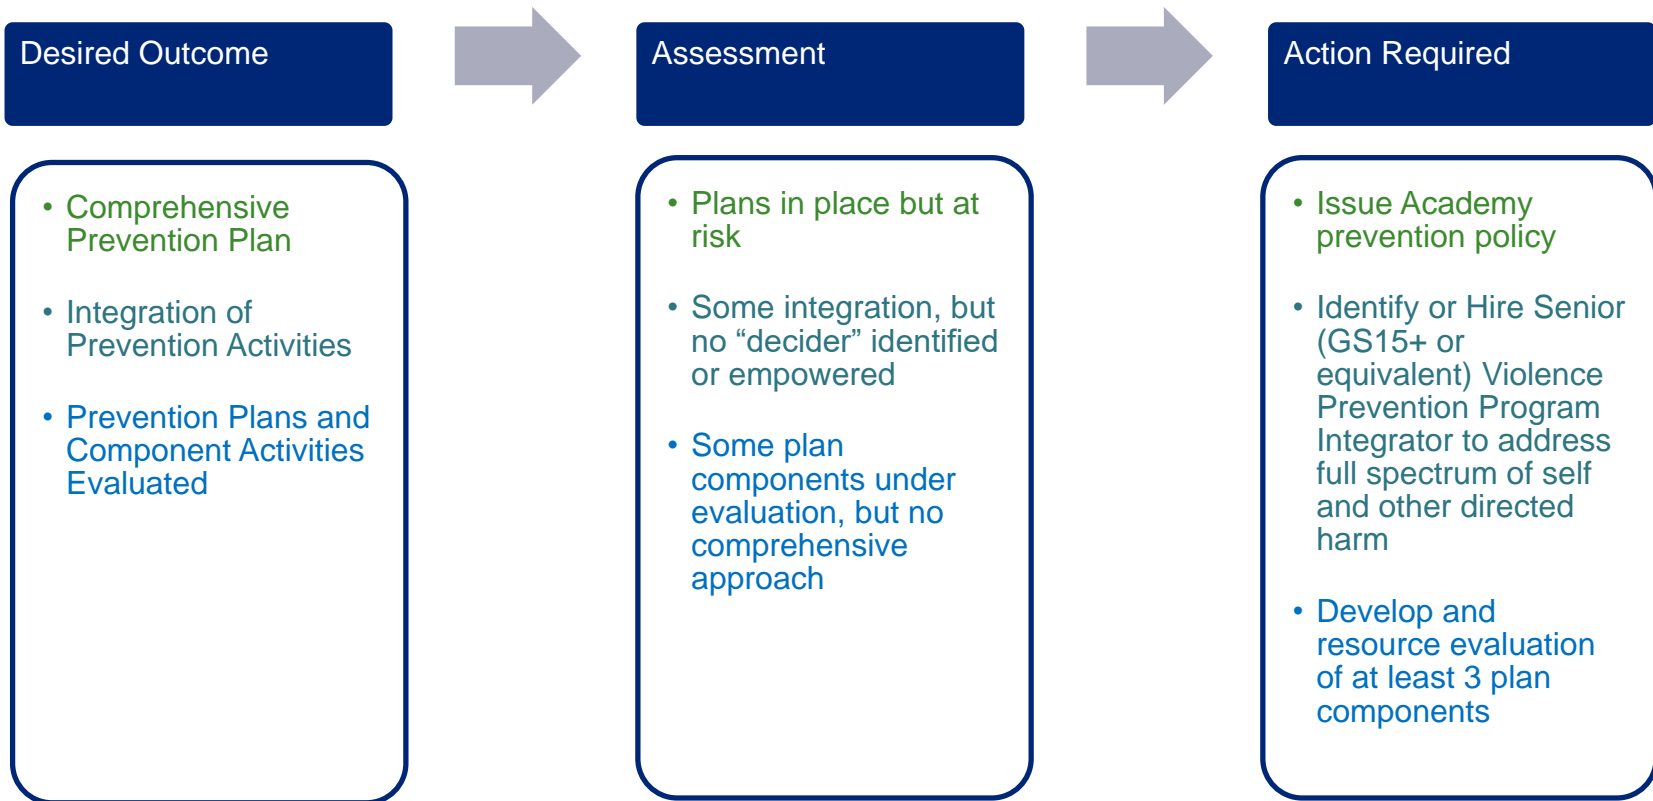 Desired Outcome
Assessment
Action Required
• Comprehensive
Prevention Plan
• Integration of
Prevention Activities
• Prevention Plans and
Component Activities
Evaluated
• Plans in place but at
risk
• Some integration, but
no “decider” identified
or empowered
• Some plan
components under
evaluation, but no
comprehensive
approach
• Issue Academy
prevention policy
• Identify or Hire Senior
(GS15+ or
equivalent) Violence
Prevention Program
Integrator to address
full spectrum of self
and other directed
harm
• Develop and
resource evaluation
of at least 3 plan
components